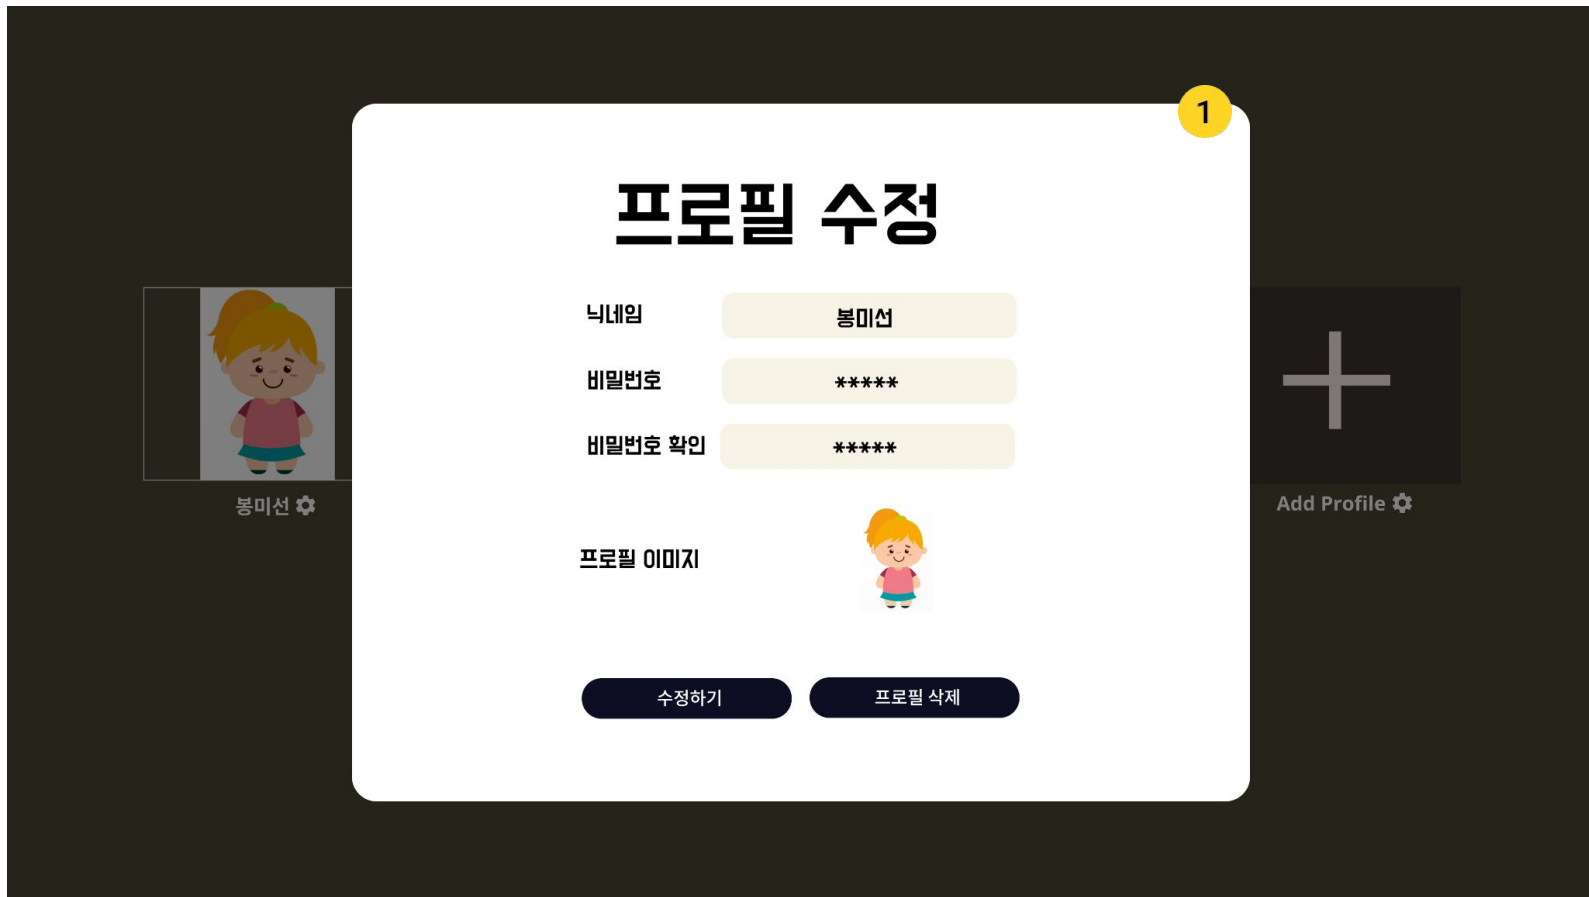 1
프로필 수정
닉네임 봉미선
비밀번호 *****
비밀번호 확인 *****
프로필 이미지
수정하기 프로필 삭제
봉미선
Add Profile